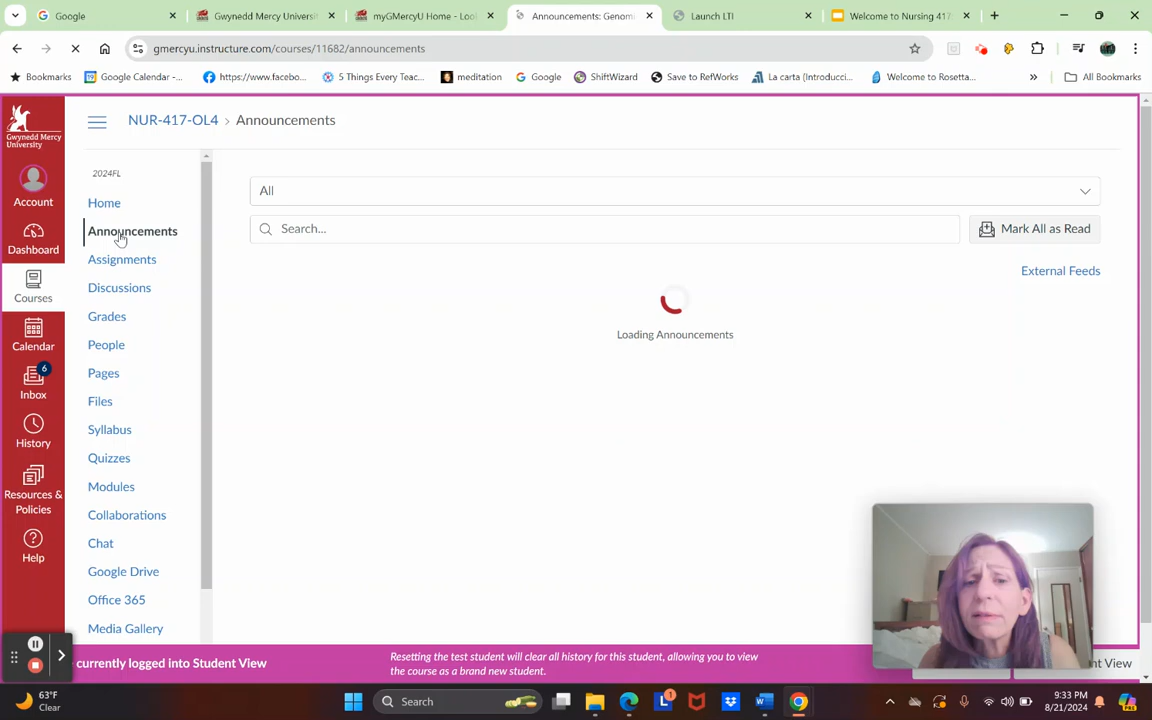 Google
Gwynedd Mercy Universi
myGMercyU Home - Loo
Announcements: Genom
Launch LTI
Welcome to Nursing 417
gmercyu.instructure.com/courses/11682/announcements
Bookmarks
Google Calendar -...
https://www.facebo...
5 Things Every Teac...
meditation
Google
ShiftWizard
Save to RefWorks
La carta (Introducci...
Welcome to Rosetta...
All Bookmarks
Gwynedd Mercy
University
Account
Dashboard
Courses
Calendar
6
Inbox
History
Resources &
Policies
Help
NUR-417-OL4 › Announcements
2024FL
Home
Announcements
Assignments
Discussions
Grades
People
Pages
Files
Syllabus
Quizzes
Modules
Collaborations
Chat
Google Drive
Office 365
Media Gallery
All
Search...
Mark All as Read
External Feeds
Loading Announcements
currently logged into Student View
Resetting the test student will clear all history for this student, allowing you to view
the course as a brand new student.
nt View
63°F
Clear
Search
1
9:33 PM
8/21/2024